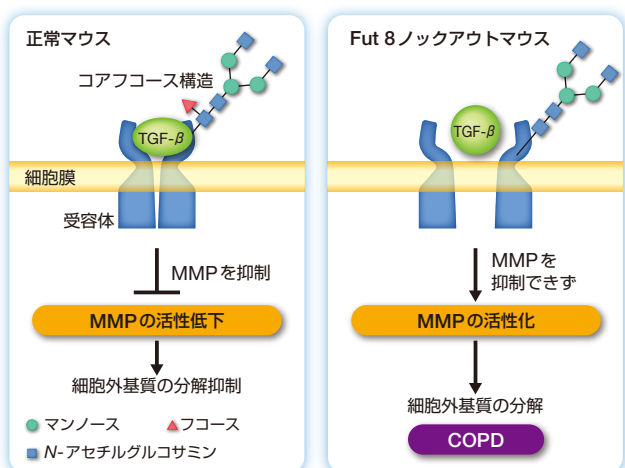 正常マウス
コアフコース構造
TGF-β
細胞膜
受容体
MMPを抑制
MMPの活性低下
細胞外基質の分解抑制
マンノース
フコース
N-アセチルグルコサミン
Fut 8ノックアウトマウス
TGF-β
MMPを
抑制できず
MMPの活性化
細胞外基質の分解
COPD